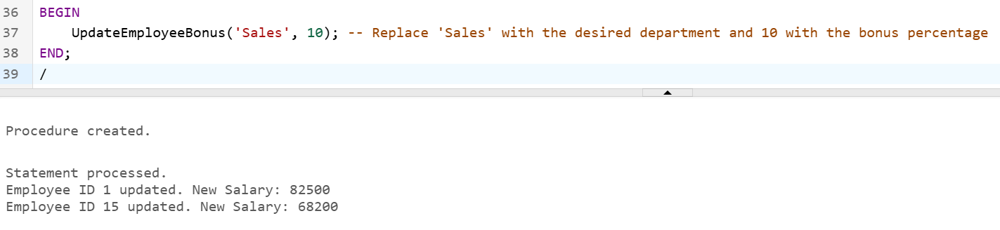 36 BEGIN
37     UpdateEmployeeBonus('Sales', 10); -- Replace 'Sales' with the desired department and 10 with the bonus percentage
38 END;
39 /
Procedure created.
Statement processed.
Employee ID 1 updated. New Salary: 82500
Employee ID 15 updated. New Salary: 68200